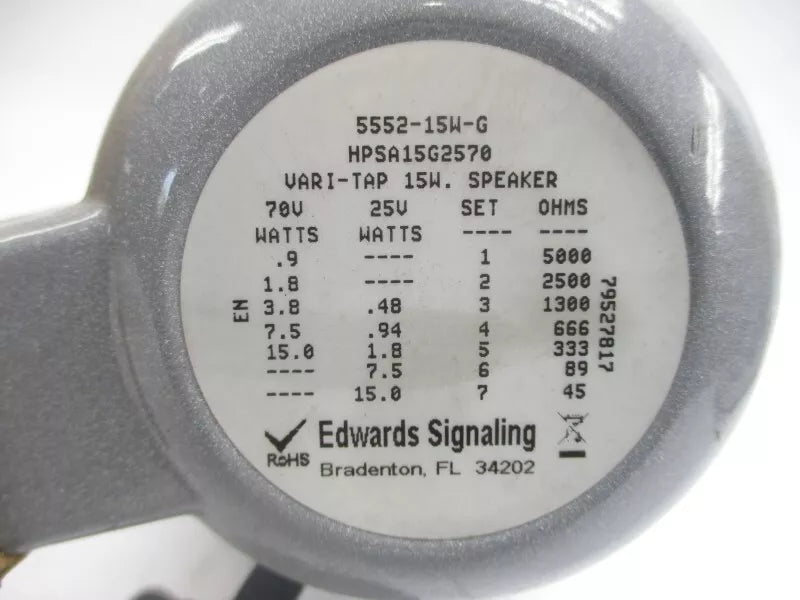 5552-15W-G
HPSA15G2570
VARI-TAP 15W. SPEAKER
70V 25V SET OHMS
WATTS WATTS ---- ----
.9 ---- 1 5000
1.8 ---- 2 2500
3.8 .48 3 1300
7.5 .94 4 666
15.0 1.8 5 333
---- 7.5 6 89
---- 15.0 7 45
EN
79527817
RoHS
Edwards Signaling
Bradenton, FL 34202